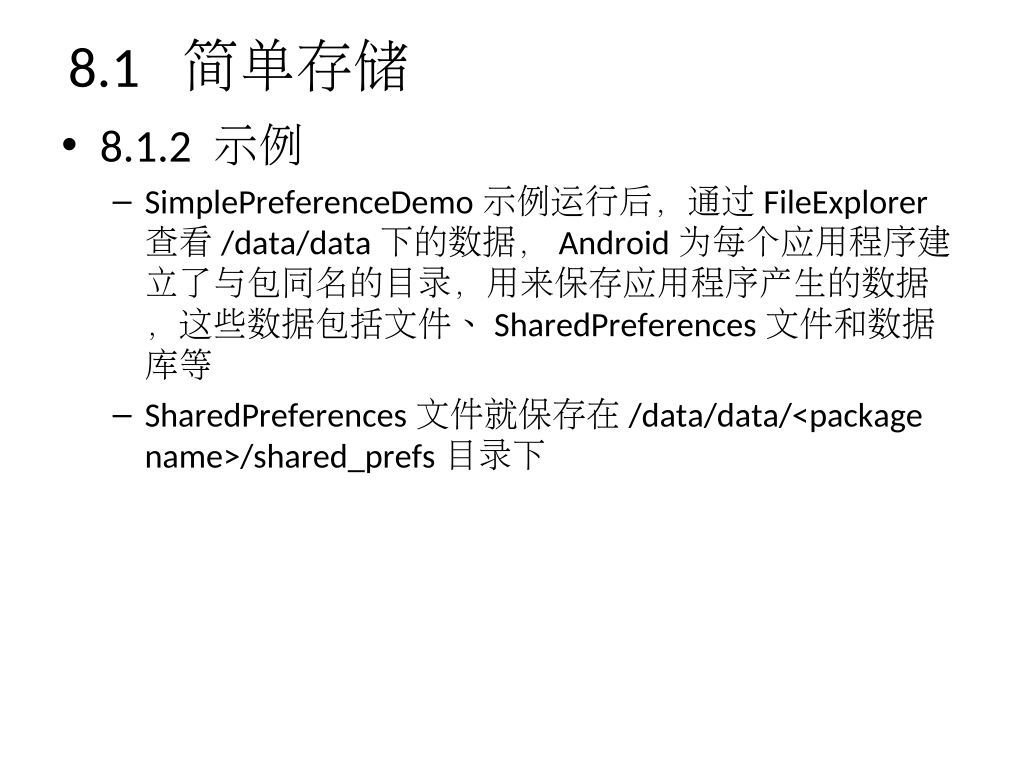 8.1 简单存储
• 8.1.2 示例
– SimplePreferenceDemo 示例运行后，通过 FileExplorer
查看 /data/data 下的数据， Android 为每个应用程序建
立了与包同名的目录，用来保存应用程序产生的数据
，这些数据包括文件、 SharedPreferences 文件和数据
库等
– SharedPreferences 文件就保存在 /data/data/<package
name>/shared_prefs 目录下